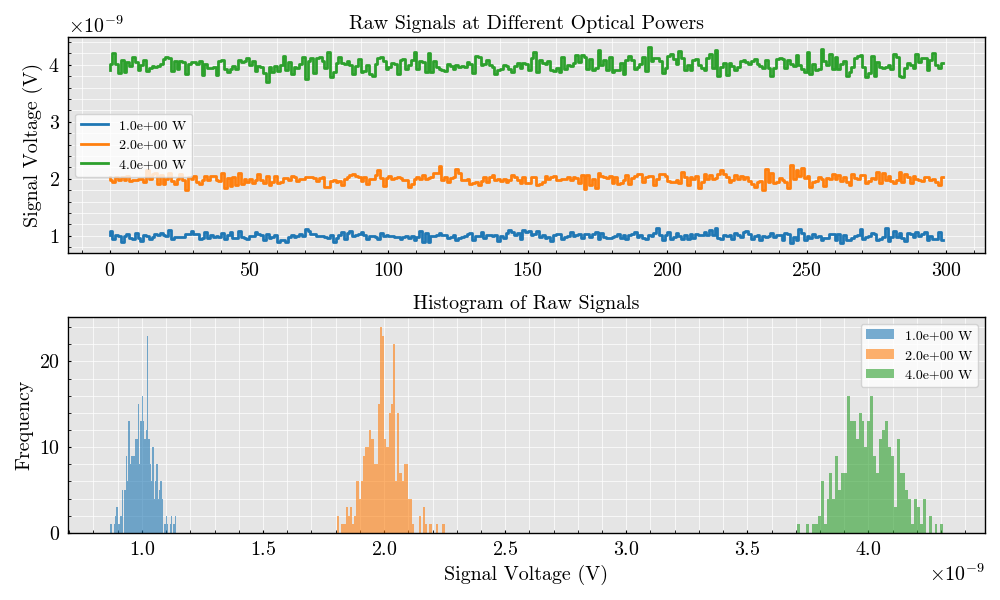 Raw Signals at Different Optical Powers
×10⁻⁹
Signal Voltage (V)
4
3
2
1
1.0e+00 W
2.0e+00 W
4.0e+00 W
0
50
100
150
200
250
300
Histogram of Raw Signals
Frequency
20
10
0
1.0e+00 W
2.0e+00 W
4.0e+00 W
1.0
1.5
2.0
2.5
3.0
3.5
4.0
Signal Voltage (V)
×10⁻⁹